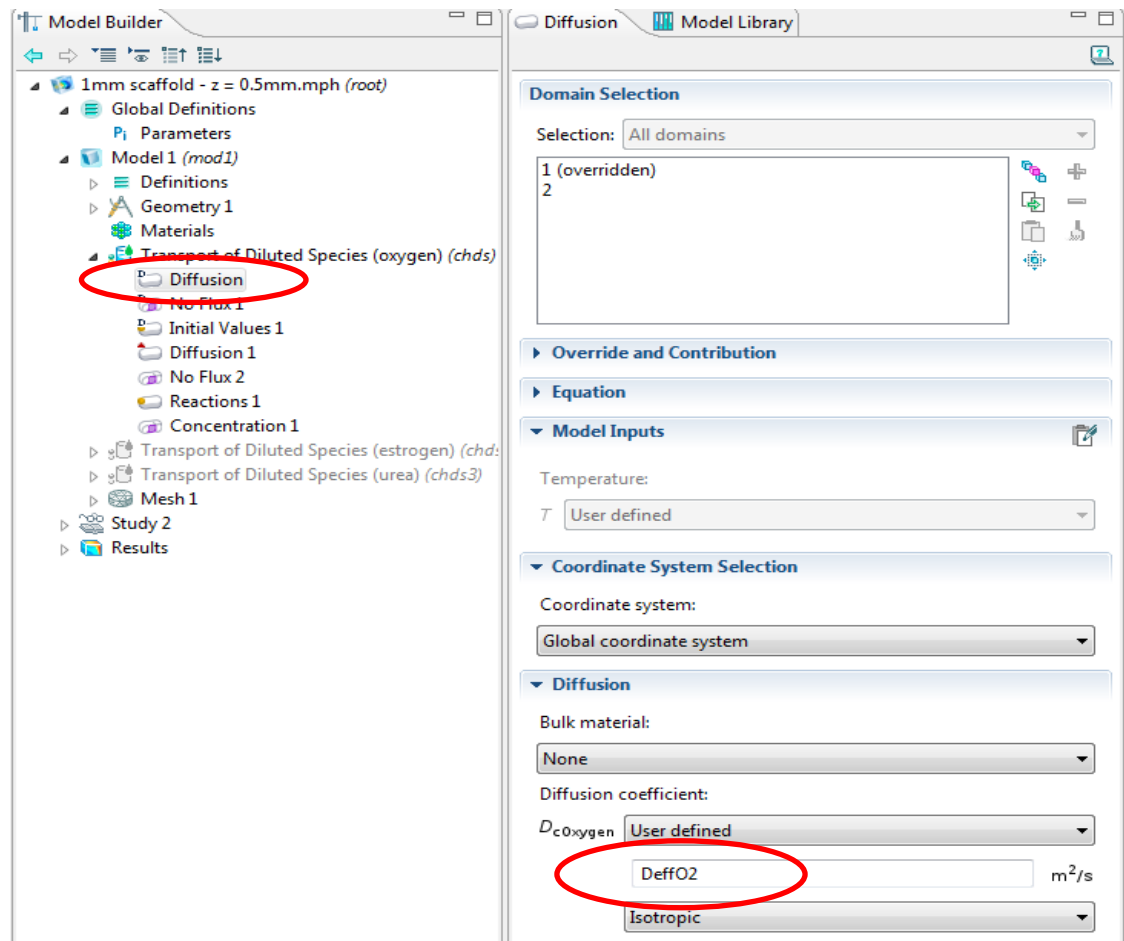 Model Builder
1mm scaffold - z = 0.5mm.mph (root)
Global Definitions
Pi Parameters
Model 1 (mod1)
Definitions
Geometry 1
Materials
Transport of Diluted Species (oxygen) (chds)
Diffusion
No Flux 1
Initial Values 1
Diffusion 1
No Flux 2
Reactions 1
Concentration 1
Transport of Diluted Species (estrogen) (chds
Transport of Diluted Species (urea) (chds3)
Mesh 1
Study 2
Results
Diffusion
Model Library
Domain Selection
Selection: All domains
1 (overridden)
2
Override and Contribution
Equation
Model Inputs
Temperature:
T User defined
Coordinate System Selection
Coordinate system:
Global coordinate system
Diffusion
Bulk material:
None
Diffusion coefficient:
DcOxygen User defined
DeffO2 m²/s
Isotropic